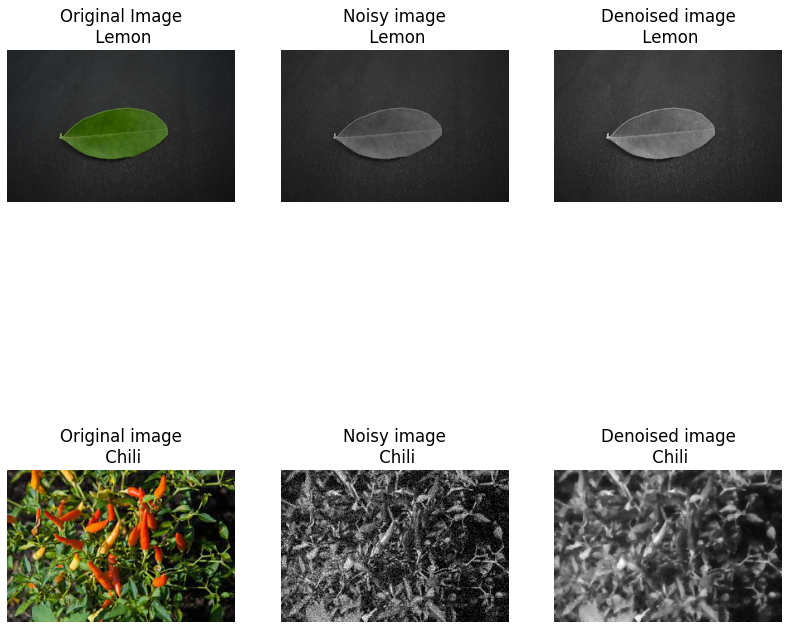 Original Image
Lemon
Noisy image
Lemon
Denoised image
Lemon
Original image
Chili
Noisy image
Chili
Denoised image
Chili